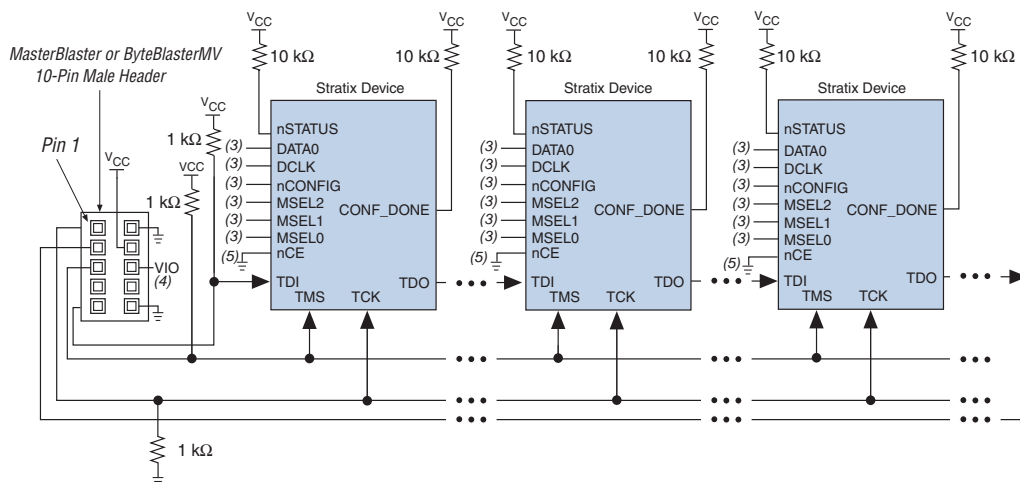 VCC
10 kΩ
VCC
10 kΩ
VCC
10 kΩ
VCC
10 kΩ
VCC
10 kΩ
VCC
10 kΩ
MasterBlaster or ByteBlasterMV
10-Pin Male Header
Pin 1
VCC
VCC
1 kΩ
VCC
1 kΩ
VIO
(4)
1 kΩ
Stratix Device
nSTATUS
(3) DATA0
(3) DCLK
(3) nCONFIG
(3) MSEL2
(3) MSEL1
(3) MSEL0
(5) nCE
CONF_DONE
TDI
TDO
TMS
TCK
Stratix Device
nSTATUS
(3) DATA0
(3) DCLK
(3) nCONFIG
(3) MSEL2
(3) MSEL1
(3) MSEL0
(5) nCE
CONF_DONE
TDI
TDO
TMS
TCK
Stratix Device
nSTATUS
(3) DATA0
(3) DCLK
(3) nCONFIG
(3) MSEL2
(3) MSEL1
(3) MSEL0
(5) nCE
CONF_DONE
TDI
TDO
TMS
TCK